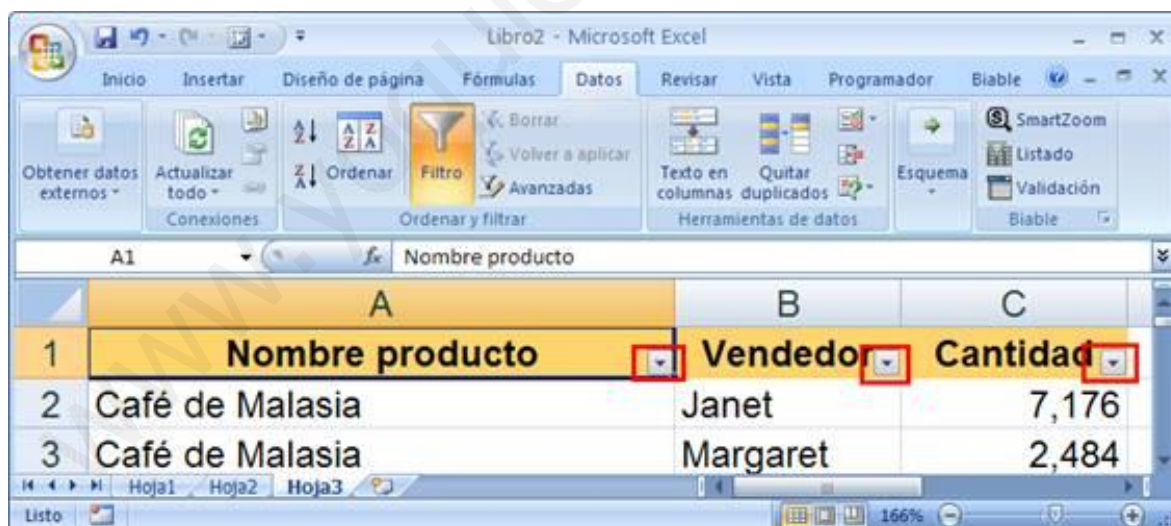 Libro2 - Microsoft Excel
Inicio Insertar Diseño de página Fórmulas Datos Revisar Vista Programador Biable
Obtener datos externos
Actualizar todo
Conexiones
Ordenar
Filtro
Borrar
Volver a aplicar
Avanzadas
Ordenar y filtrar
Texto en columnas
Quitar duplicados
Herramientas de datos
Esquema
SmartZoom
Listado
Validación
Biable
A1 fx Nombre producto
A B C
1 Nombre producto Vendedor Cantidad
2 Café de Malasia Janet 7,176
3 Café de Malasia Margaret 2,484
Hoja1 Hoja2 Hoja3
Listo 166%